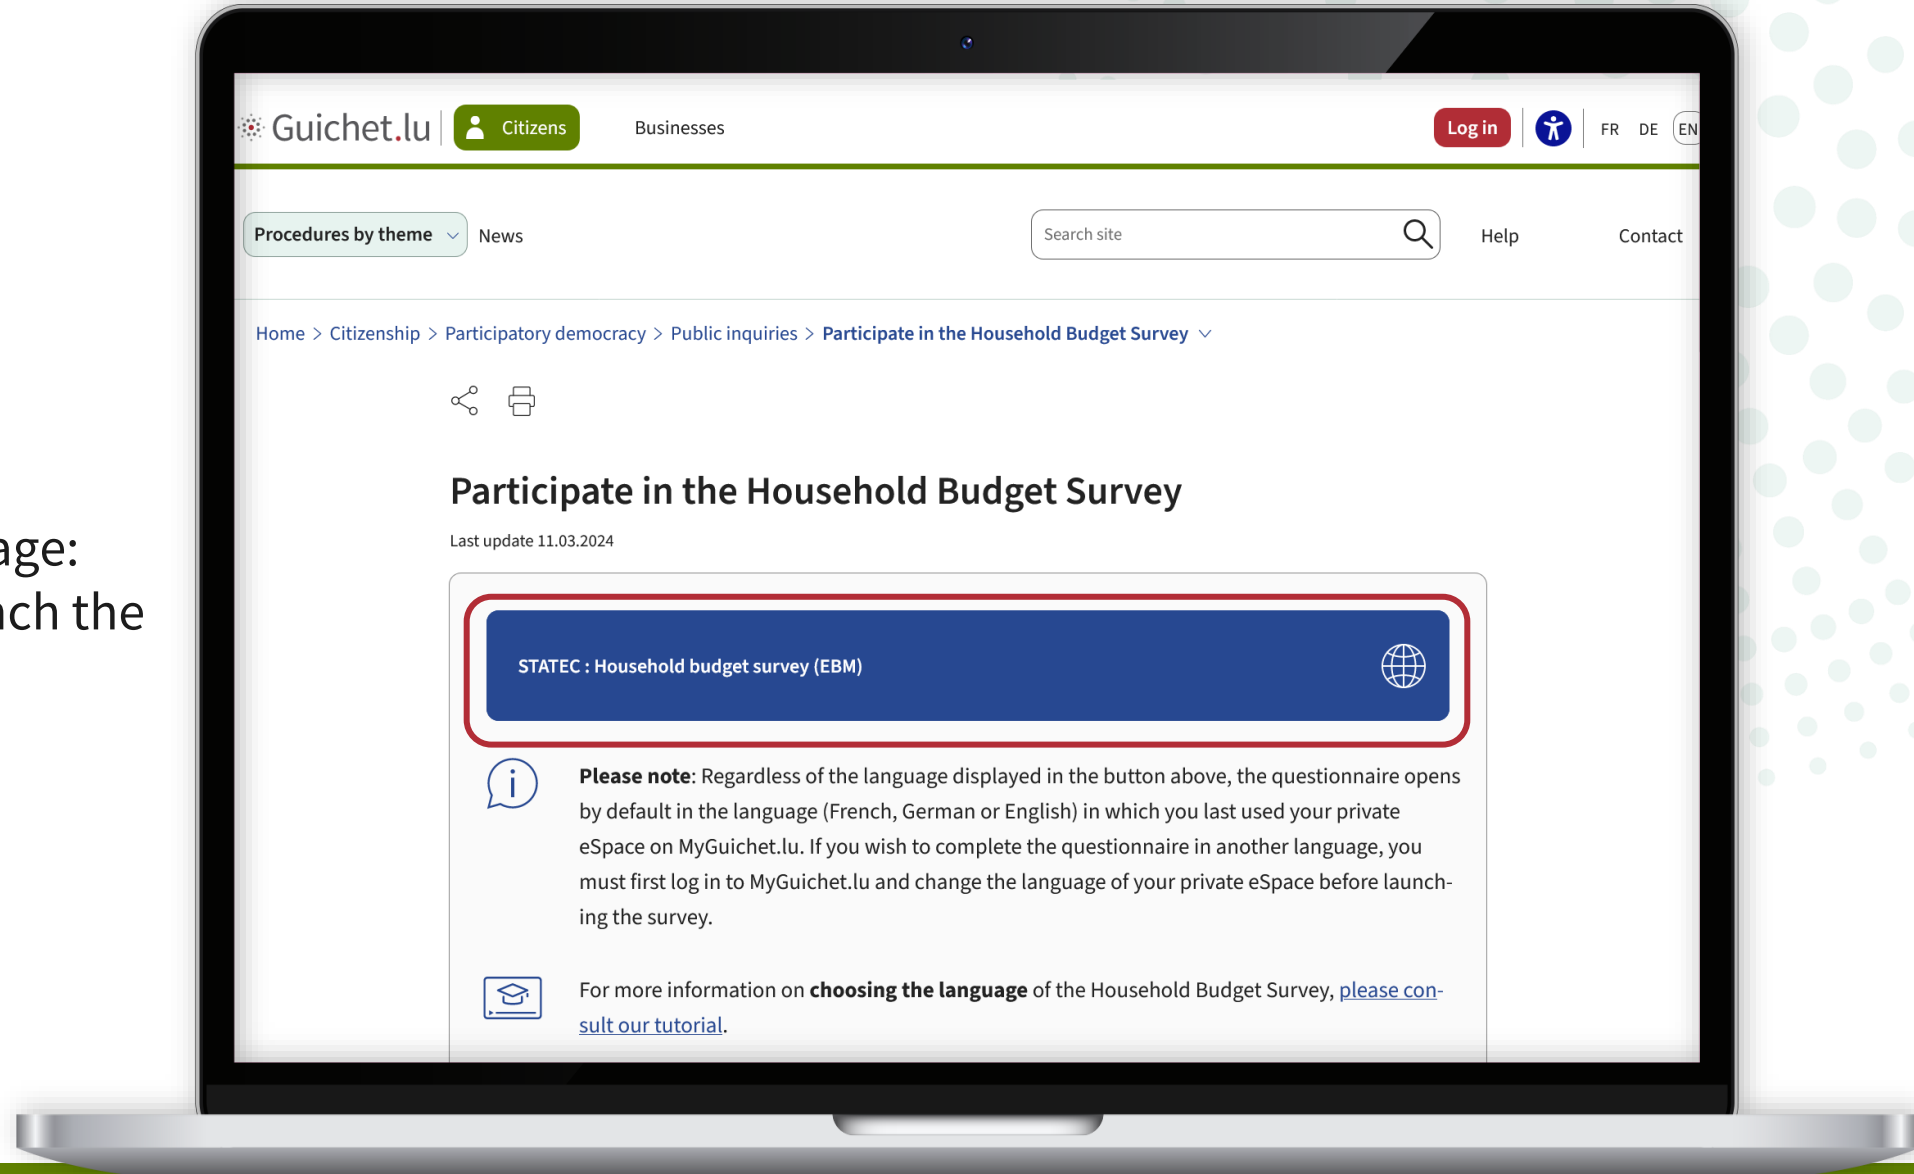 Guichet.lu
Citizens
Businesses
Log in
FR
DE
EN
Procedures by theme
News
Search site
Help
Contact
Home > Citizenship > Participatory democracy > Public inquiries > Participate in the Household Budget Survey
Participate in the Household Budget Survey
Last update 11.03.2024
age:
ch the
STATEC : Household budget survey (EBM)
Please note: Regardless of the language displayed in the button above, the questionnaire opens
by default in the language (French, German or English) in which you last used your private
eSpace on MyGuichet.lu. If you wish to complete the questionnaire in another language, you
must first log in to MyGuichet.lu and change the language of your private eSpace before launch-
ing the survey.
For more information on choosing the language of the Household Budget Survey, please con-
sult our tutorial.